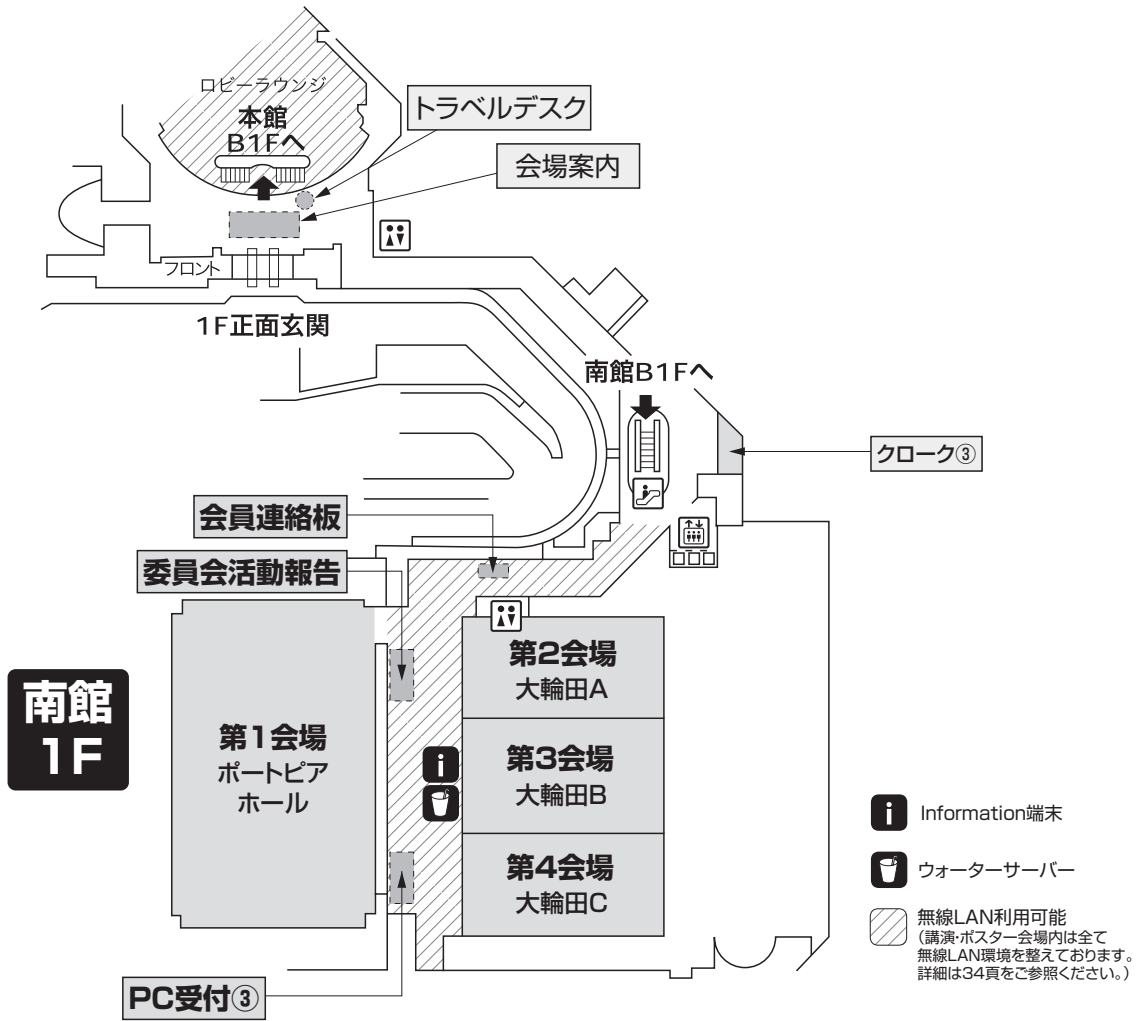 ロビーラウンジ
本館
B1Fへ
トラベルデスク
会場案内
フロント
1F正面玄関
南館B1Fへ
クローク③
会員連絡板
委員会活動報告
南館
1F
第1会場
ポートピア
ホール
第2会場
大輪田A
第3会場
大輪田B
第4会場
大輪田C
i
PC受付③
i
Information端末
ウォーターサーバー
無線LAN利用可能
(講演・ポスター会場内は全て
無線LAN環境を整えております。
詳細は34頁をご参照ください。)